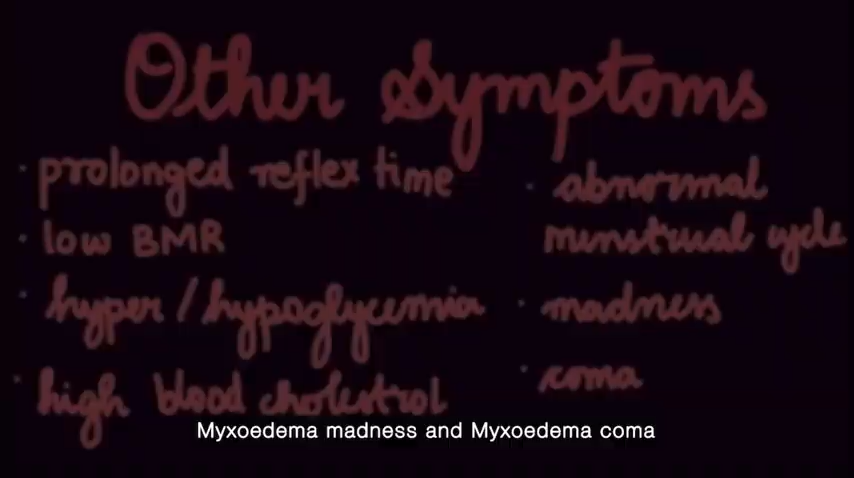 Other Symptoms
· prolonged reflex time
· low BMR
· hyper/hypoglycemia
· high blood cholestrol
· abnormal
menstrual cycle
· madness
· coma
Myxoedema madness and Myxoedema coma